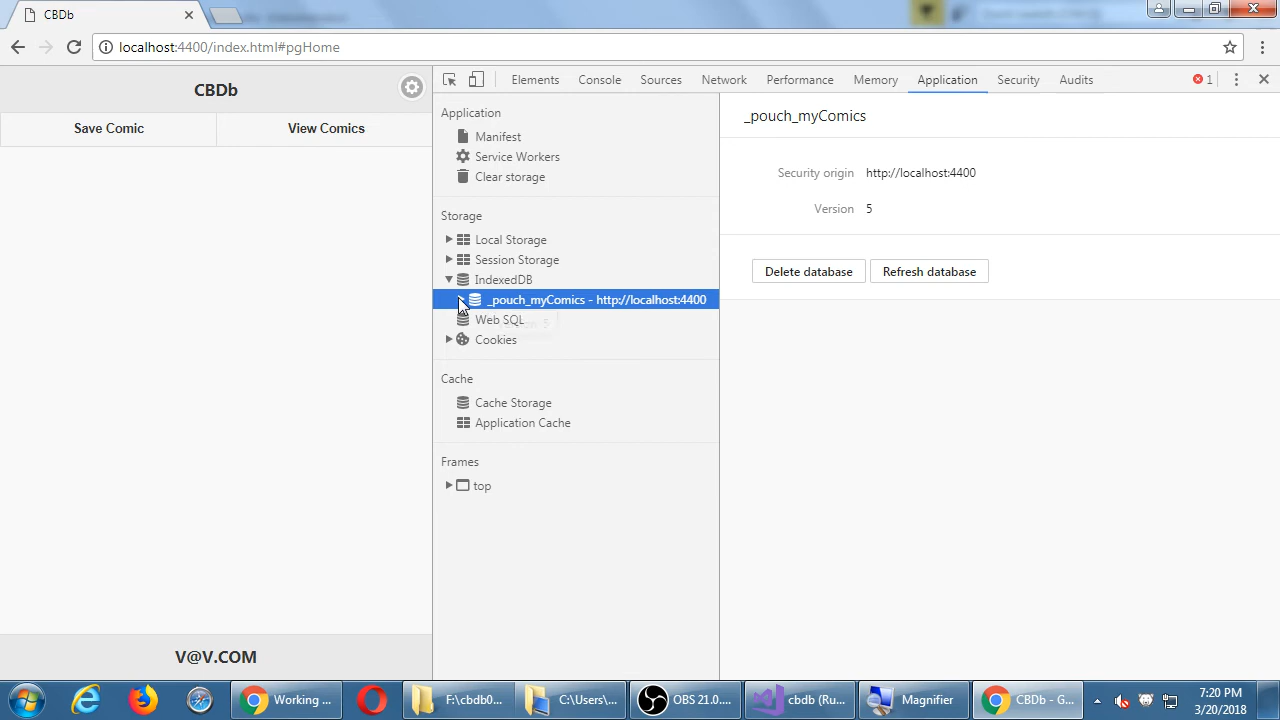 CBDb
localhost:4400/index.html#pgHome
CBDb
Save Comic
View Comics
V@V.COM
Elements
Console
Sources
Network
Performance
Memory
Application
Security
Audits
1
Application
Manifest
Service Workers
Clear storage
Storage
Local Storage
Session Storage
IndexedDB
_pouch_myComics - http://localhost:4400
Web SQL
Cookies
Cache
Cache Storage
Application Cache
Frames
top
_pouch_myComics
Security origin http://localhost:4400
Version 5
Delete database
Refresh database
Working ...
F:\cbdb0...
C:\Users\...
OBS 21.0....
cbdb (Ru...
Magnifier
CBDb - G...
7:20 PM
3/20/2018